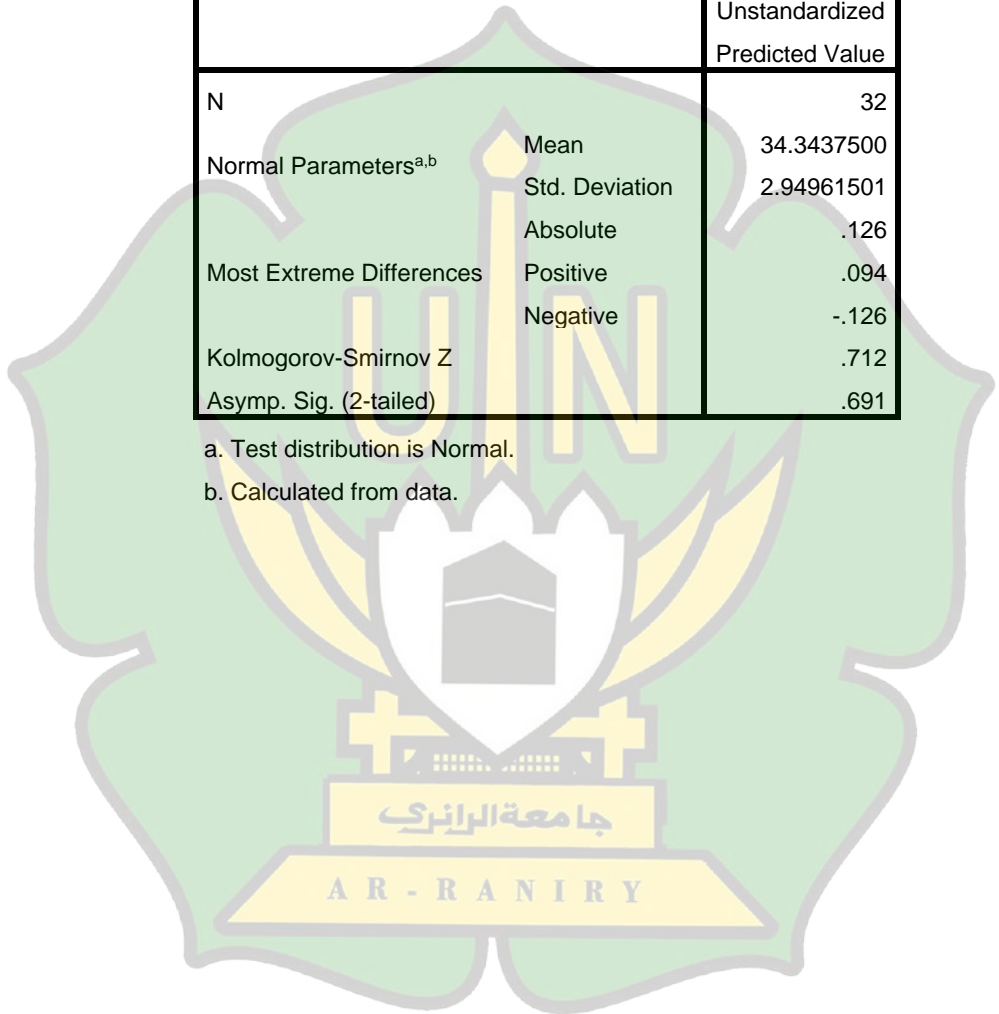 Unstandardized
Predicted Value
N 32
Normal Parametersa,b Mean 34.3437500
Std. Deviation 2.94961501
Most Extreme Differences Absolute .126
Positive .094
Negative -.126
Kolmogorov-Smirnov Z .712
Asymp. Sig. (2-tailed) .691
a. Test distribution is Normal.
b. Calculated from data.
UIN
جامعةالرانري
AR-RANIRY